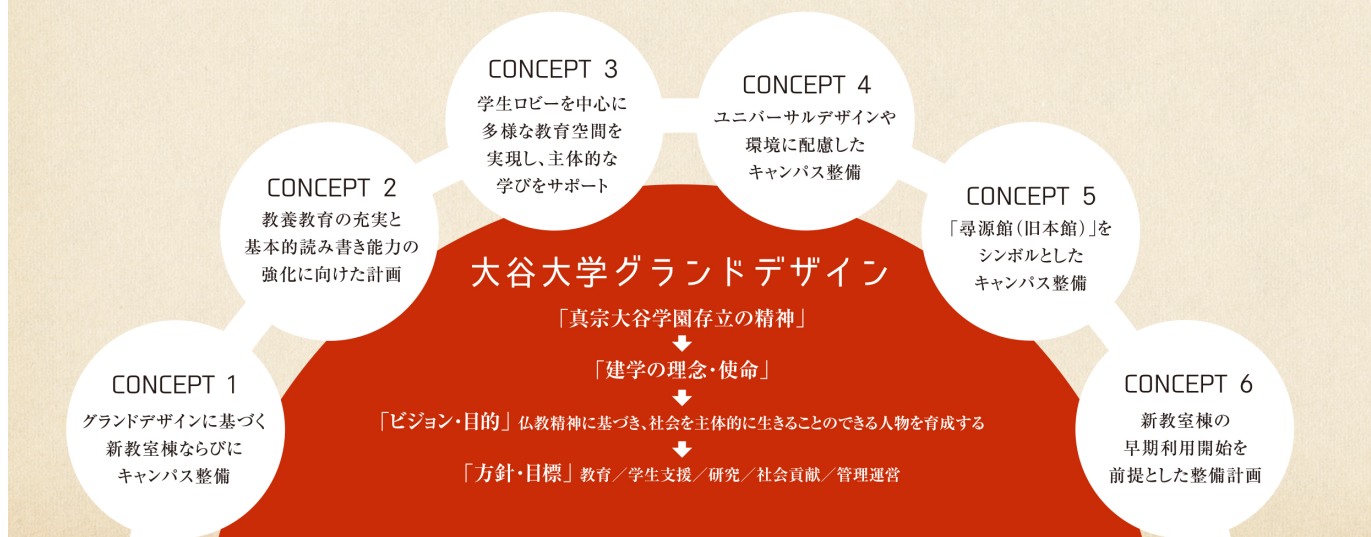 CONCEPT 1
グランドデザインに基づく
新教室棟ならびに
キャンパス整備
CONCEPT 2
教養教育の充実と
基本的読み書き能力の
強化に向けた計画
CONCEPT 3
学生ロビーを中心に
多様な教育空間を
実現し、主体的な
学びをサポート
CONCEPT 4
ユニバーサルデザインや
環境に配慮した
キャンパス整備
CONCEPT 5
「尋源館(旧本館)」を
シンボルとした
キャンパス整備
CONCEPT 6
新教室棟の
早期利用開始を
前提とした整備計画
大谷大学グランドデザイン
「真宗大谷学園存立の精神」
「建学の理念・使命」
「ビジョン・目的」仏教精神に基づき、社会を主体的に生きることのできる人物を育成する
「方針・目標」教育/学生支援/研究/社会貢献/管理運営